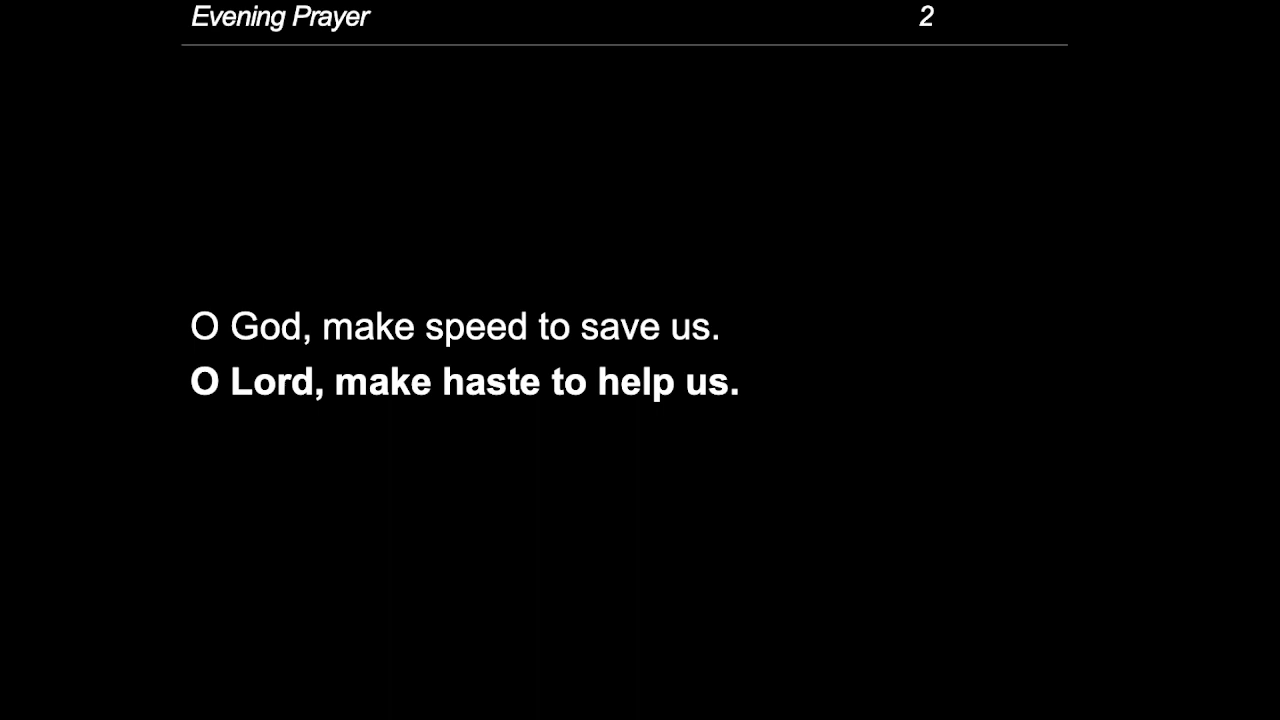 Evening Prayer 2
O God, make speed to save us.
O Lord, make haste to help us.